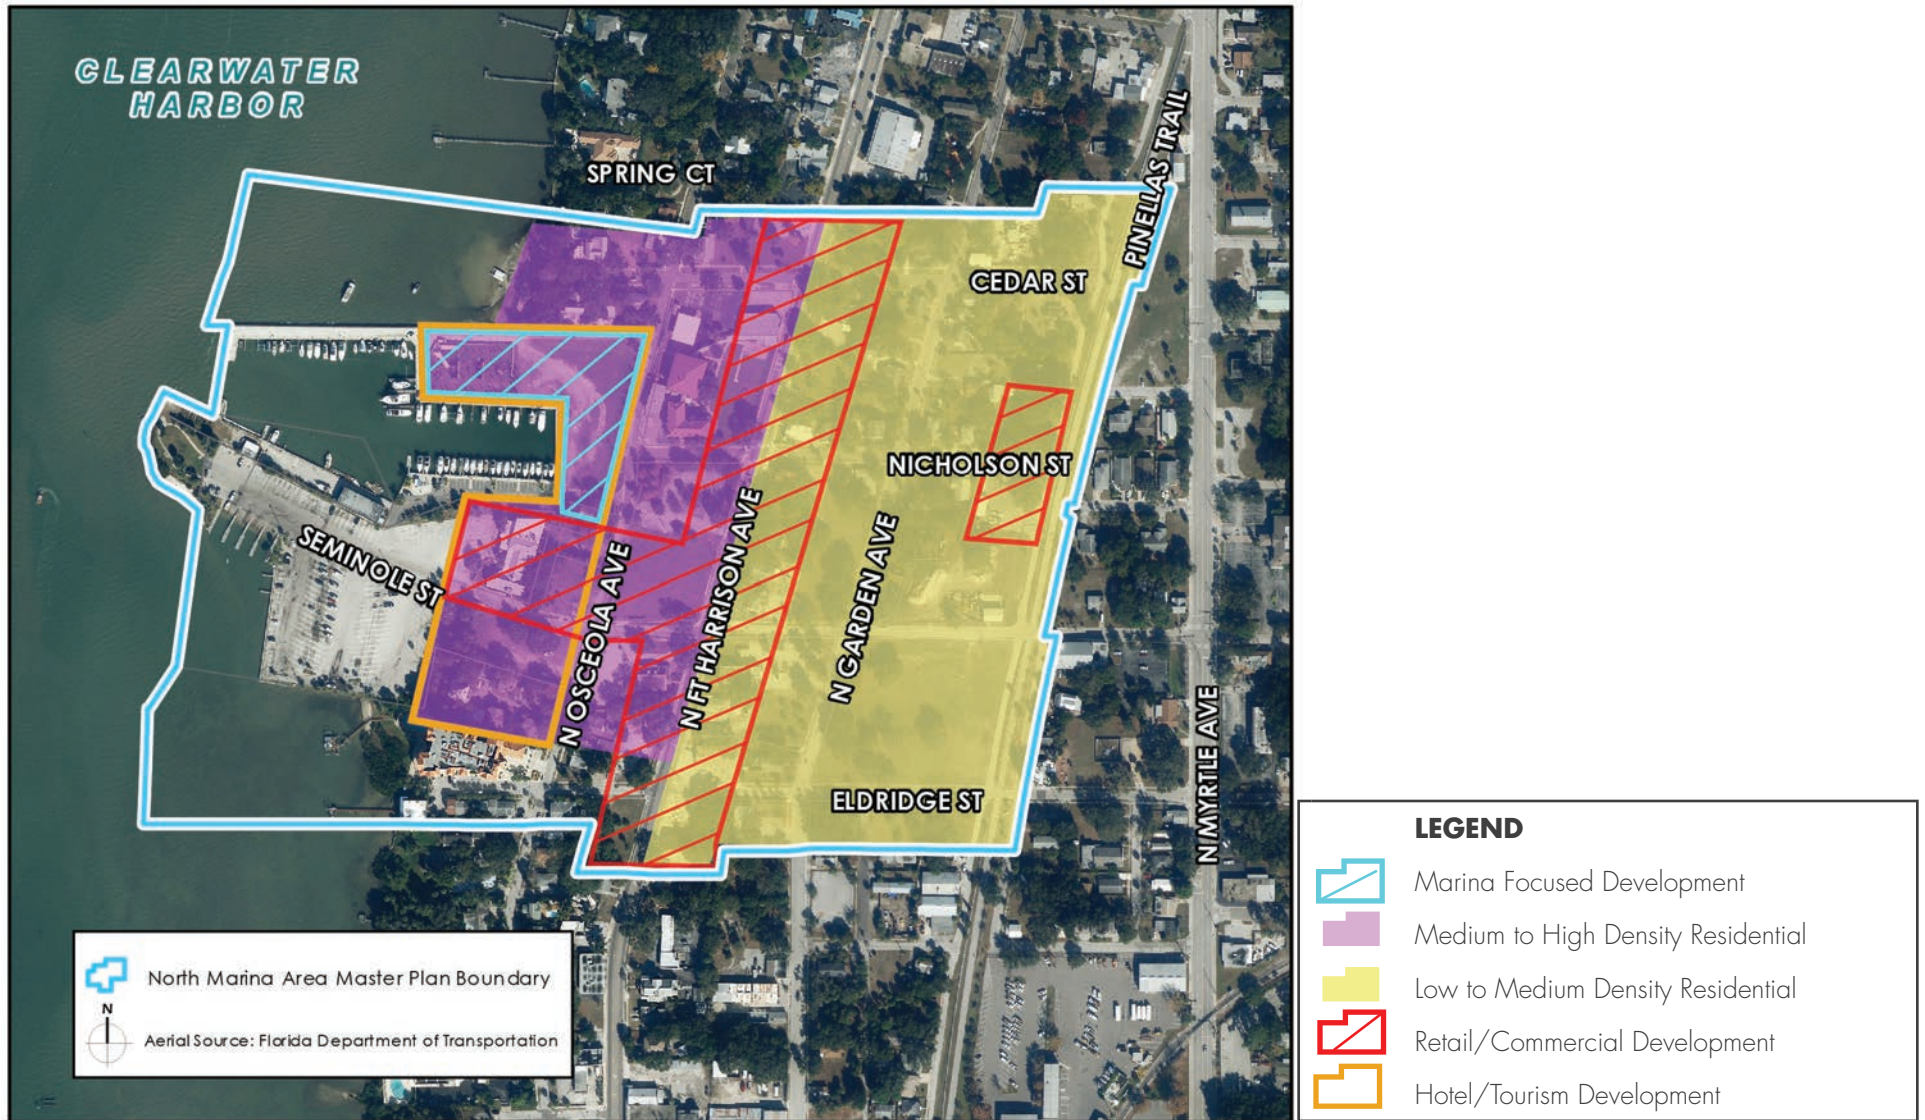 CLEARWATER
HARBOR
SPRING CT
PINELLAS TRAIL
CEDAR ST
NICHOLSON ST
SEMINOLE ST
N OSCEOLA AVE
N FT HARRISON AVE
N GARDEN AVE
N MYRTLE AVE
ELDRIDGE ST
North Marina Area Master Plan Boundary
N
Aerial Source: Florida Department of Transportation
LEGEND
Marina Focused Development
Medium to High Density Residential
Low to Medium Density Residential
Retail/Commercial Development
Hotel/Tourism Development